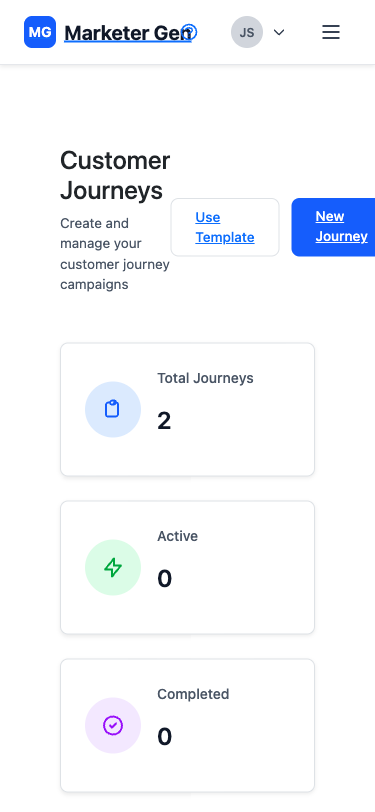 MG Marketer Gen ? JS
Customer
Journeys
Create and
manage your
customer journey
campaigns
Use
Template
New
Journey
Total Journeys
2
Active
0
Completed
0